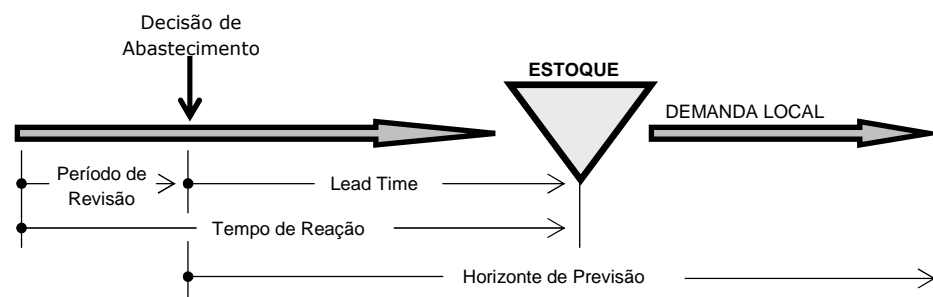 Decisão de
Abastecimento
ESTOQUE
DEMANDA LOCAL
Período de
Revisão
Lead Time
Tempo de Reação
Horizonte de Previsão